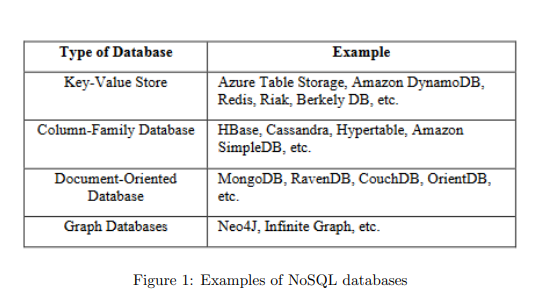 Type of Database Example
Key-Value Store Azure Table Storage, Amazon DynamoDB,
Redis, Riak, Berkely DB, etc.
Column-Family Database HBase, Cassandra, Hypertable, Amazon
SimpleDB, etc.
Document-Oriented MongoDB, RavenDB, CouchDB, OrientDB,
Database etc.
Graph Databases Neo4J, Infinite Graph, etc.
Figure 1: Examples of NoSQL databases